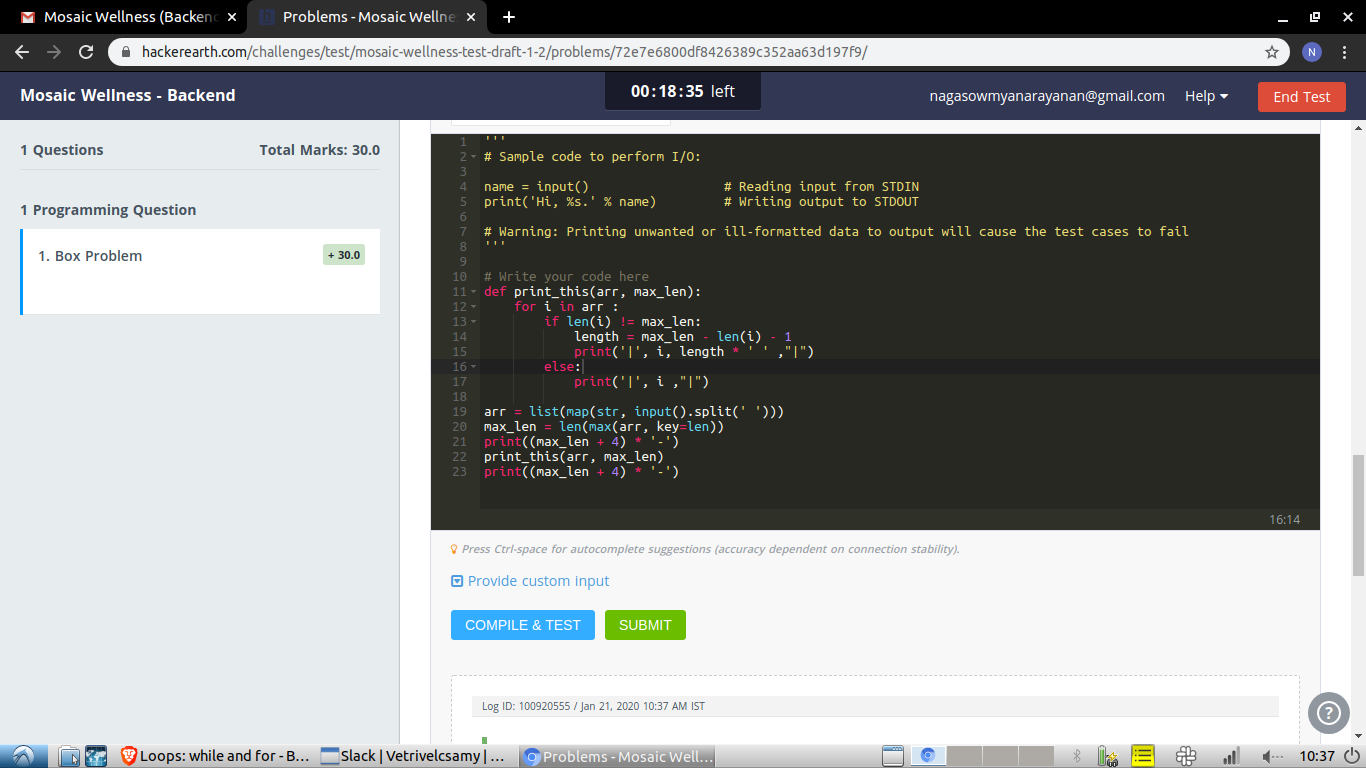 Mosaic Wellness (Backen
Problems - Mosaic Wellne
hackerearth.com/challenges/test/mosaic-wellness-test-draft-1-2/problems/72e7e6800df8426389c352aa63d197f9/
N
Mosaic Wellness - Backend
00:18:35 left
nagasowmyanarayanan@gmail.com
Help
End Test
1 Questions
Total Marks: 30.0
1 Programming Question
1. Box Problem
+ 30.0
1 '''
2 # Sample code to perform I/O:
3
4 name = input()                  # Reading input from STDIN
5 print('Hi, %s.' % name)         # Writing output to STDOUT
6
7 # Warning: Printing unwanted or ill-formatted data to output will cause the test cases to fail
8 '''
9
10 # Write your code here
11 def print_this(arr, max_len):
12     for i in arr :
13         if len(i) != max_len:
14             length = max_len - len(i) - 1
15             print('|', i, length * ' ' ,"|")
16         else:
17             print('|', i ,"|")
18
19 arr = list(map(str, input().split(' ')))
20 max_len = len(max(arr, key=len))
21 print((max_len + 4) * '-')
22 print_this(arr, max_len)
23 print((max_len + 4) * '-')
16:14
Press Ctrl-space for autocomplete suggestions (accuracy dependent on connection stability).
Provide custom input
COMPILE & TEST
SUBMIT
Log ID: 100920555 / Jan 21, 2020 10:37 AM IST
?
Loops: while and for - B...
Slack | Vetrivelcsamy | ...
Problems - Mosaic Well...
10:37